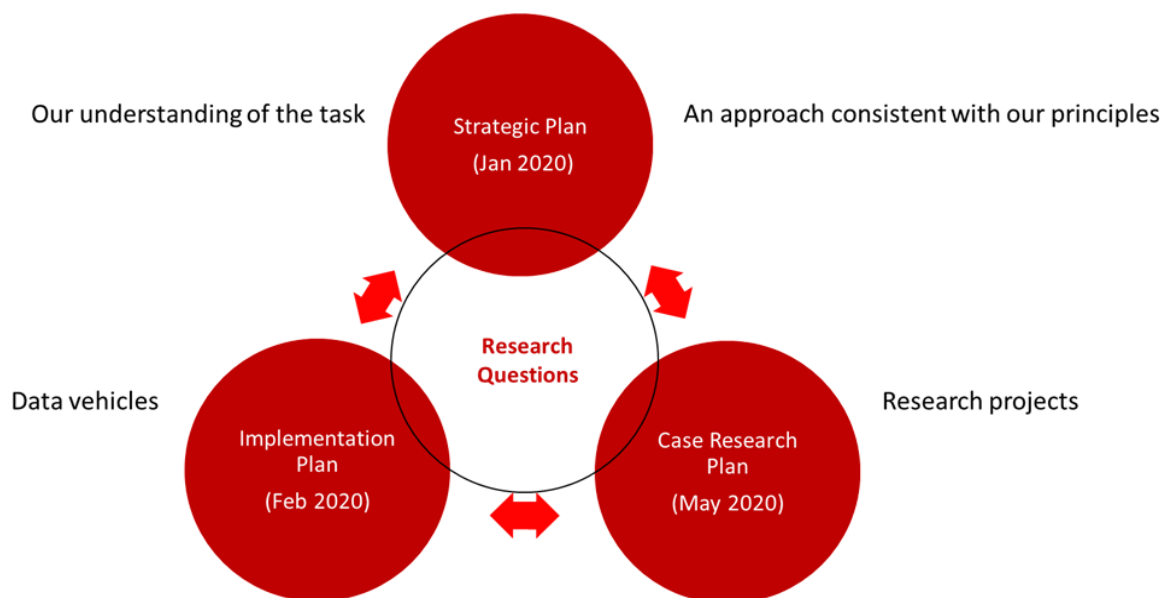 Our understanding of the task
Strategic Plan
(Jan 2020)
An approach consistent with our principles
Research
Questions
Data vehicles
Implementation
Plan
(Feb 2020)
Case Research
Plan
(May 2020)
Research projects